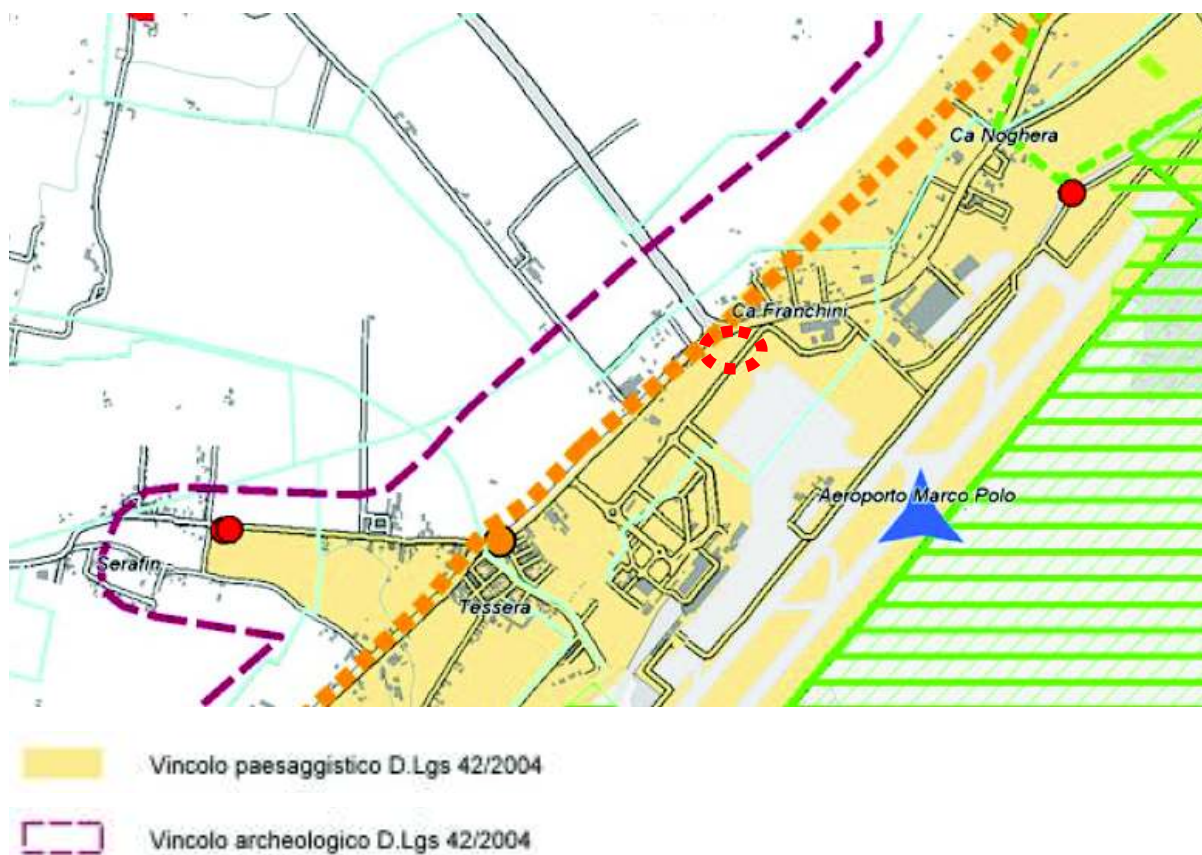 Ca Noghera
Ca Franchini
Aeroporto Marco Polo
Serafin
Tessera
Vincolo paesaggistico D.Lgs 42/2004
Vincolo archeologico D.Lgs 42/2004